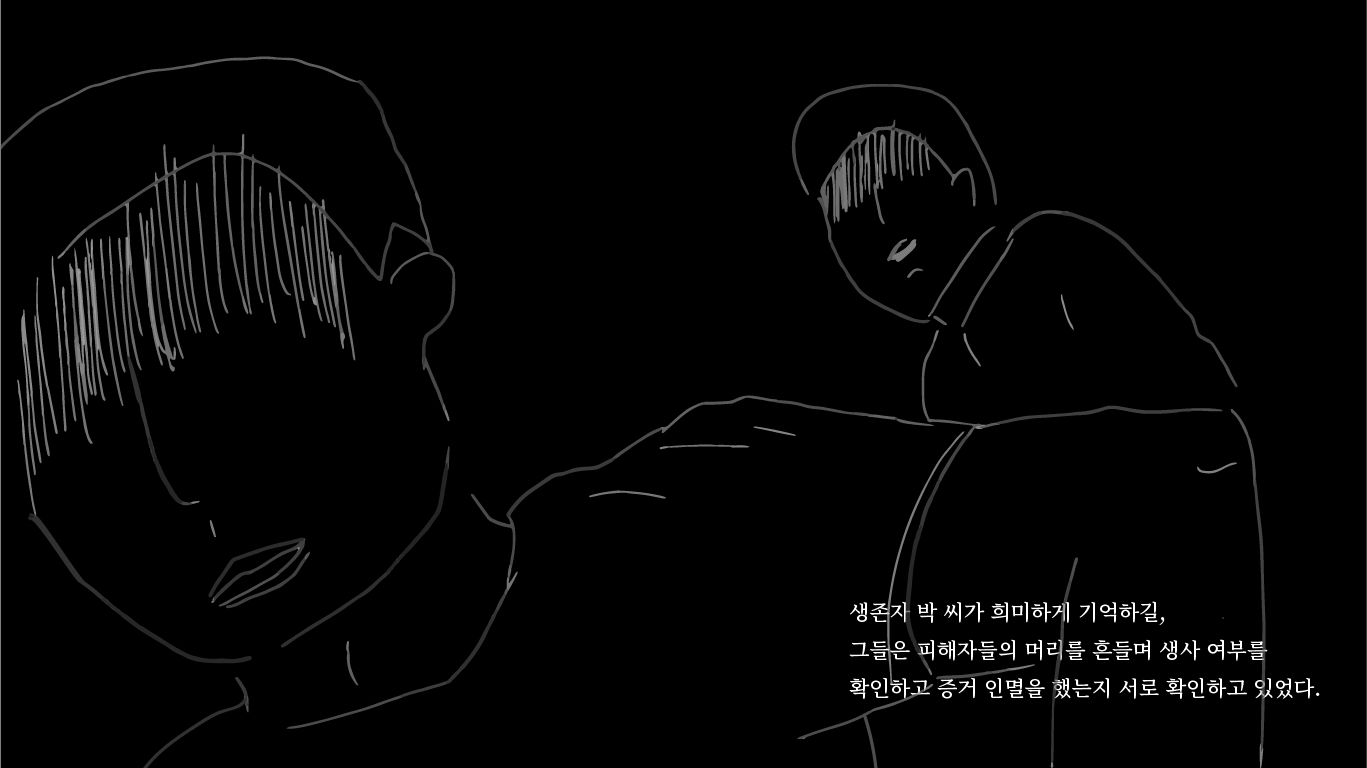 생존자 박 씨가 희미하게 기억하길,
그들은 피해자들의 머리를 흔들며 생사 여부를
확인하고 증거 인멸을 했는지 서로 확인하고 있었다.